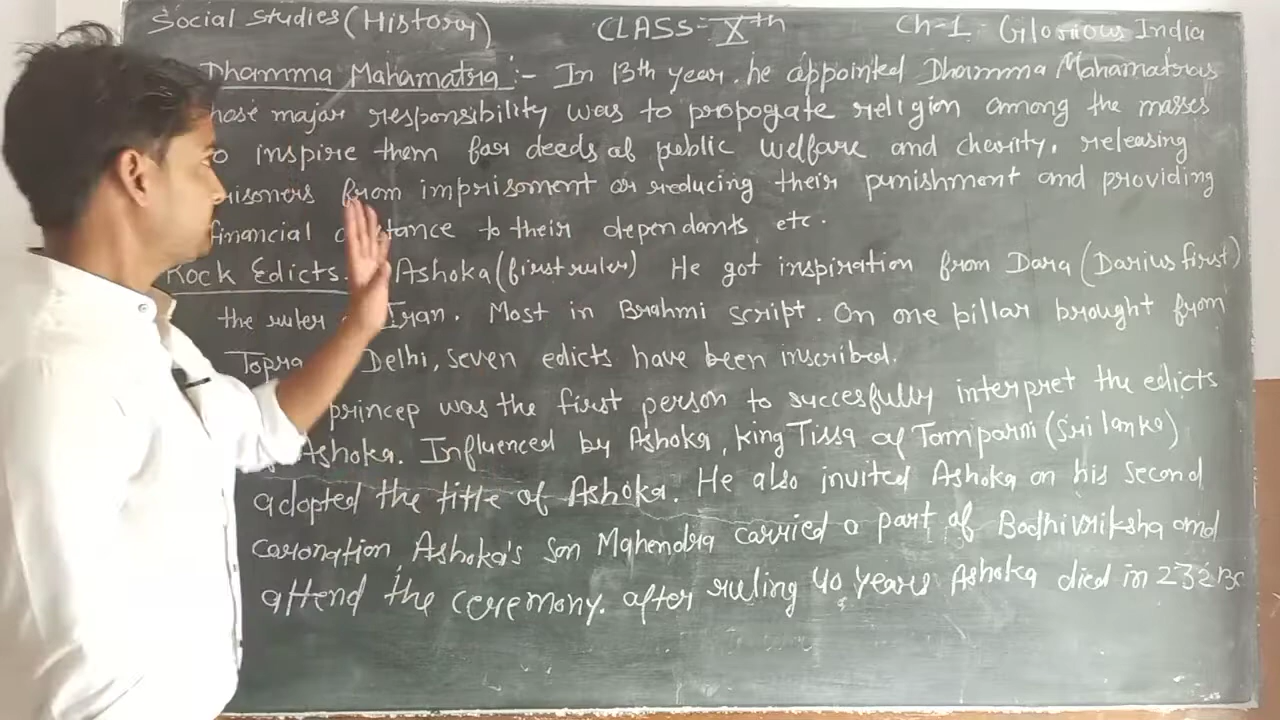 Social Studies (History) CLASS = Xth Ch-1 Glorious India
Dhamma Mahamatra :- In 13th year. he appointed Dhamma Mahamatras
hose major responsibility was to propogate religion among the masses
o inspire them for deeds of public welfare and charity, releasing
risoners from imprisoment or reducing their punishment and providing
financial tance to their dependants etc.
Rock Edicts. Ashoka (first ruler) He got inspiration from Dara (Darius first)
the ruler Iran. Most in Brahmi script. On one pillar brought from
Topra Delhi, seven edicts have been inscribed.
princep was the first person to succesfully interpret the edicts
Ashoka. Influenced by Ashoka, king Tissa of Tamparni (Sri lanka)
adopted the title of Ashoka. He also invited Ashoka on his second
coronation Ashoka's son Mahendra carried a part of Bodhivriksha and
attend the ceremony. after ruling 40 years Ashoka died in 232 BC